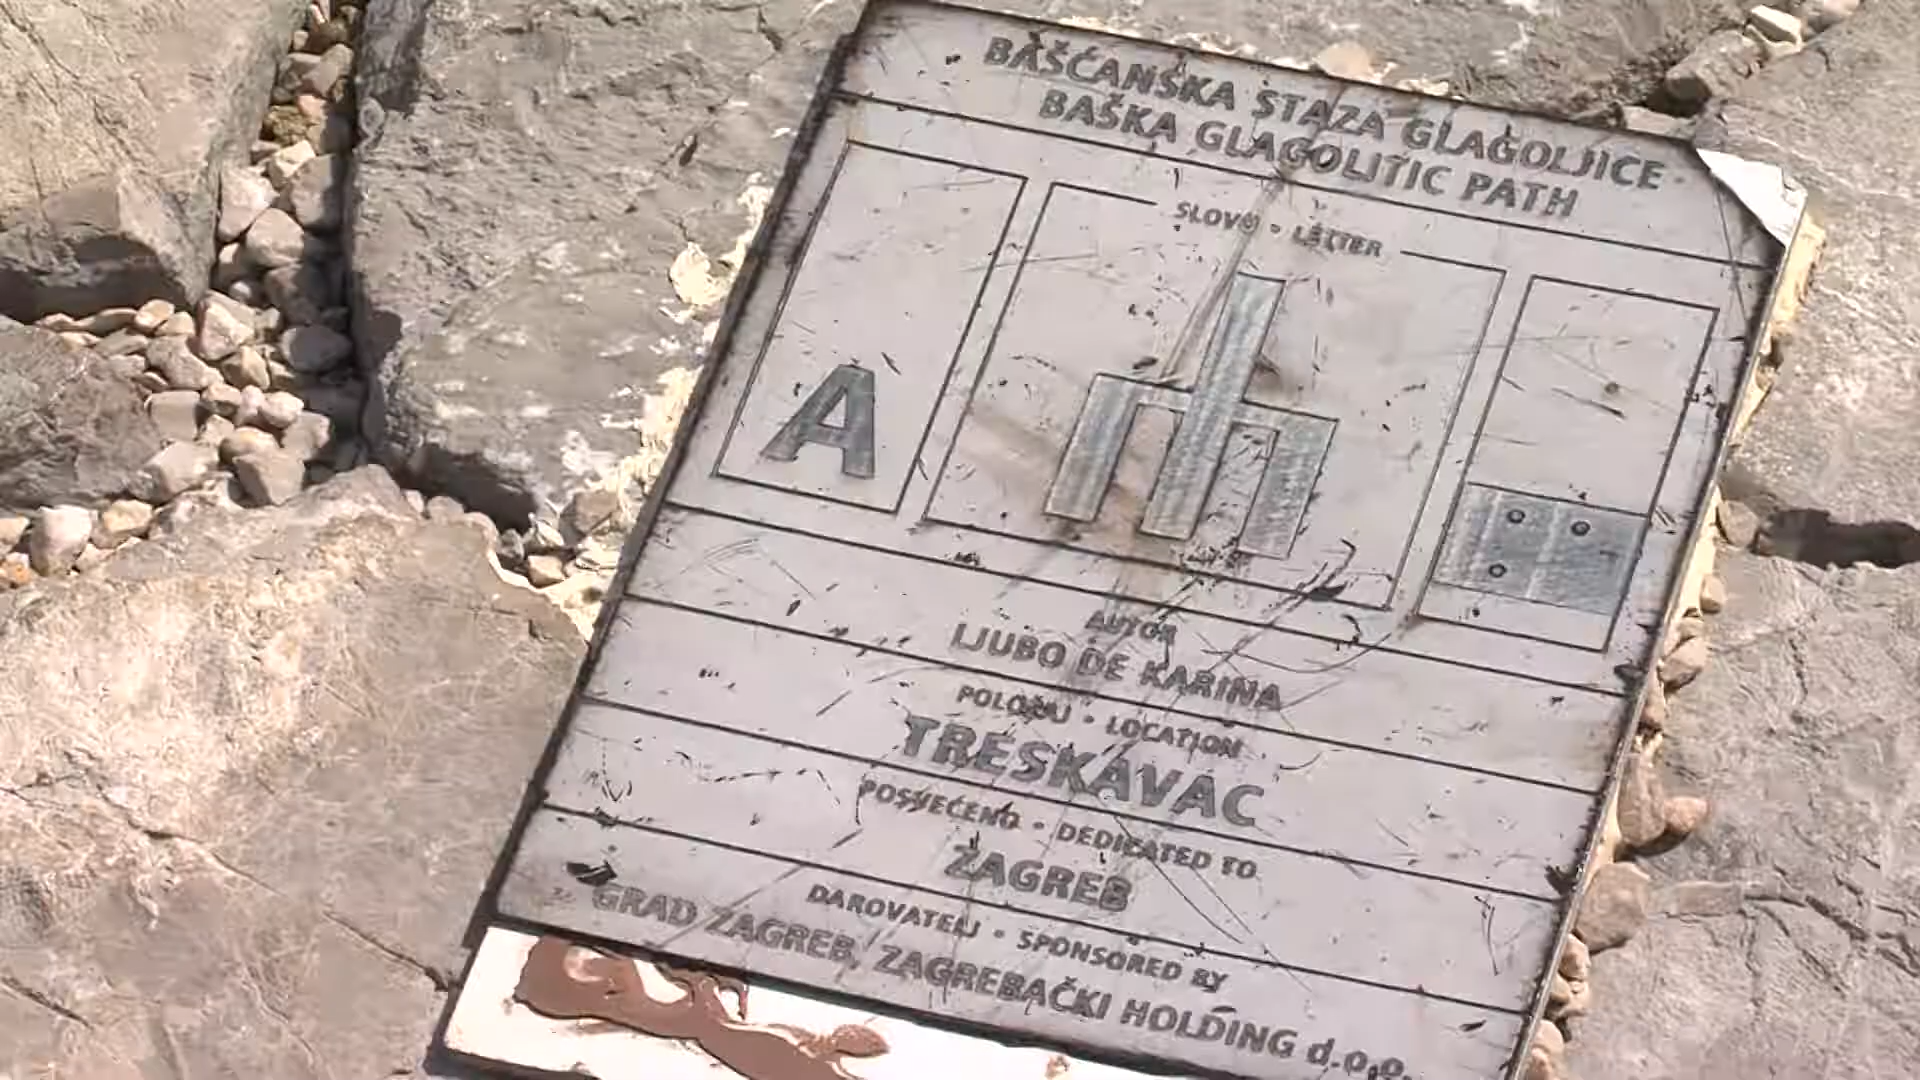 BAŠĆANSKA STAZA GLAGOLJICE
BAŠKA GLAGOLITIC PATH
SLOVO • LETTER
A
Ⰰ
AUTOR
LJUBO DE KARINA
POLOŽAJ • LOCATION
TRESKAVAC
POSVEĆENO • DEDICATED TO
ZAGREB
DAROVATELJ • SPONSORED BY
GRAD ZAGREB, ZAGREBAČKI HOLDING d.o.o.